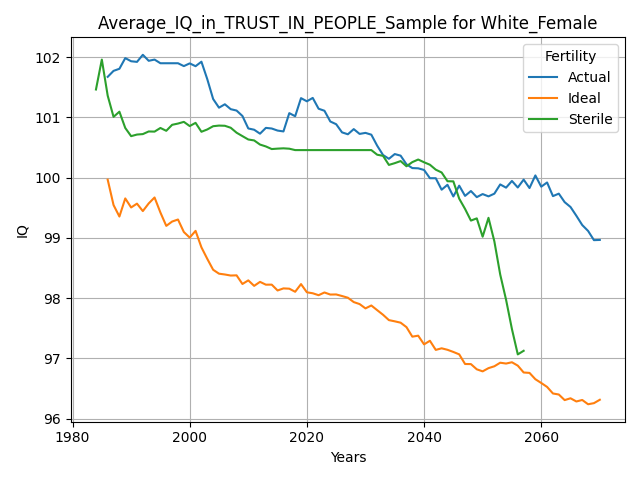 Average_IQ_in_TRUST_IN_PEOPLE_Sample for White_Female
Fertility
Actual
Ideal
Sterile
IQ
102
101
100
99
98
97
96
1980
2000
2020
2040
2060
Years